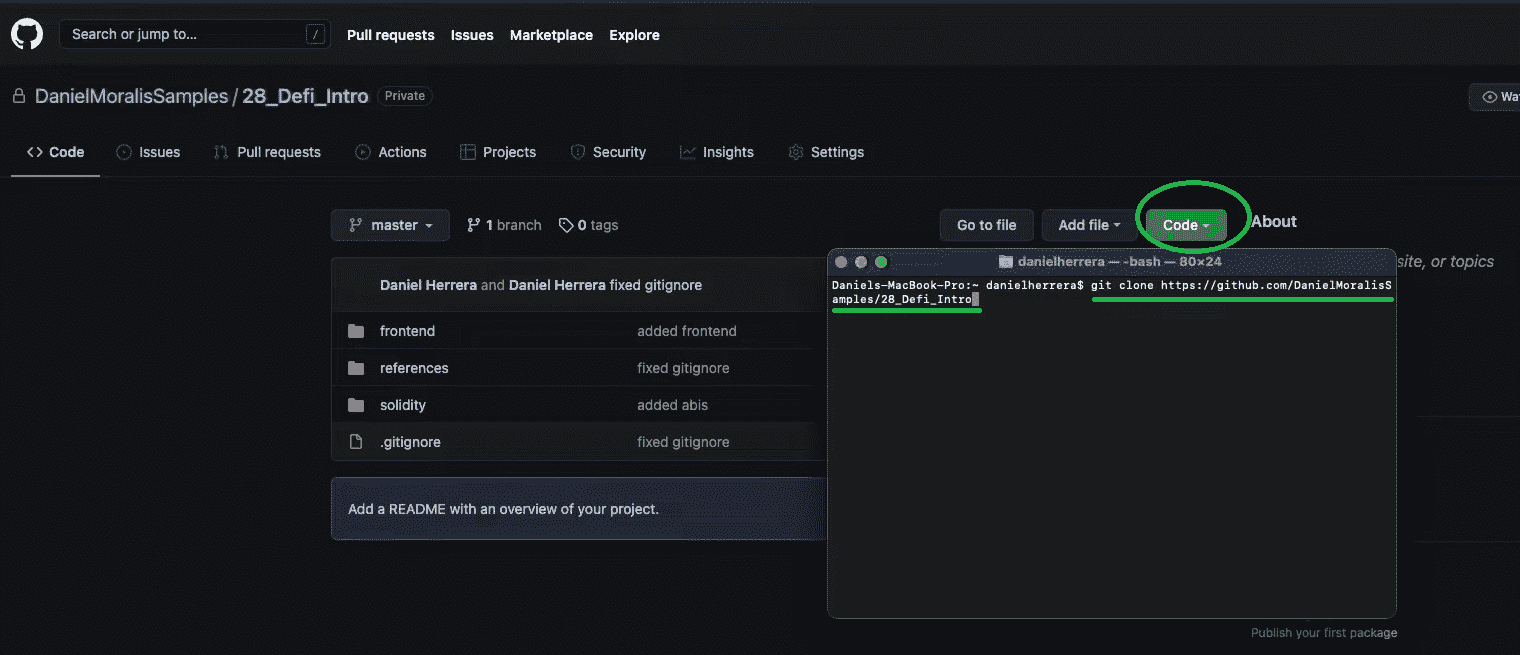 Search or jump to... /
Pull requests Issues Marketplace Explore
DanielMoralisSamples / 28_Defi_Intro Private
Code Issues Pull requests Actions Projects Security Insights Settings
master 1 branch 0 tags Go to file Add file Code About
site, or topics
danielherrera — -bash — 80×24
Daniel Herrera and Daniel Herrera fixed gitignore
Daniels-MacBook-Pro:~ danielherrera$ git clone https://github.com/DanielMoralisS
amples/28_Defi_Intro
frontend added frontend
references fixed gitignore
solidity added abis
.gitignore fixed gitignore
Add a README with an overview of your project.
Publish your first package